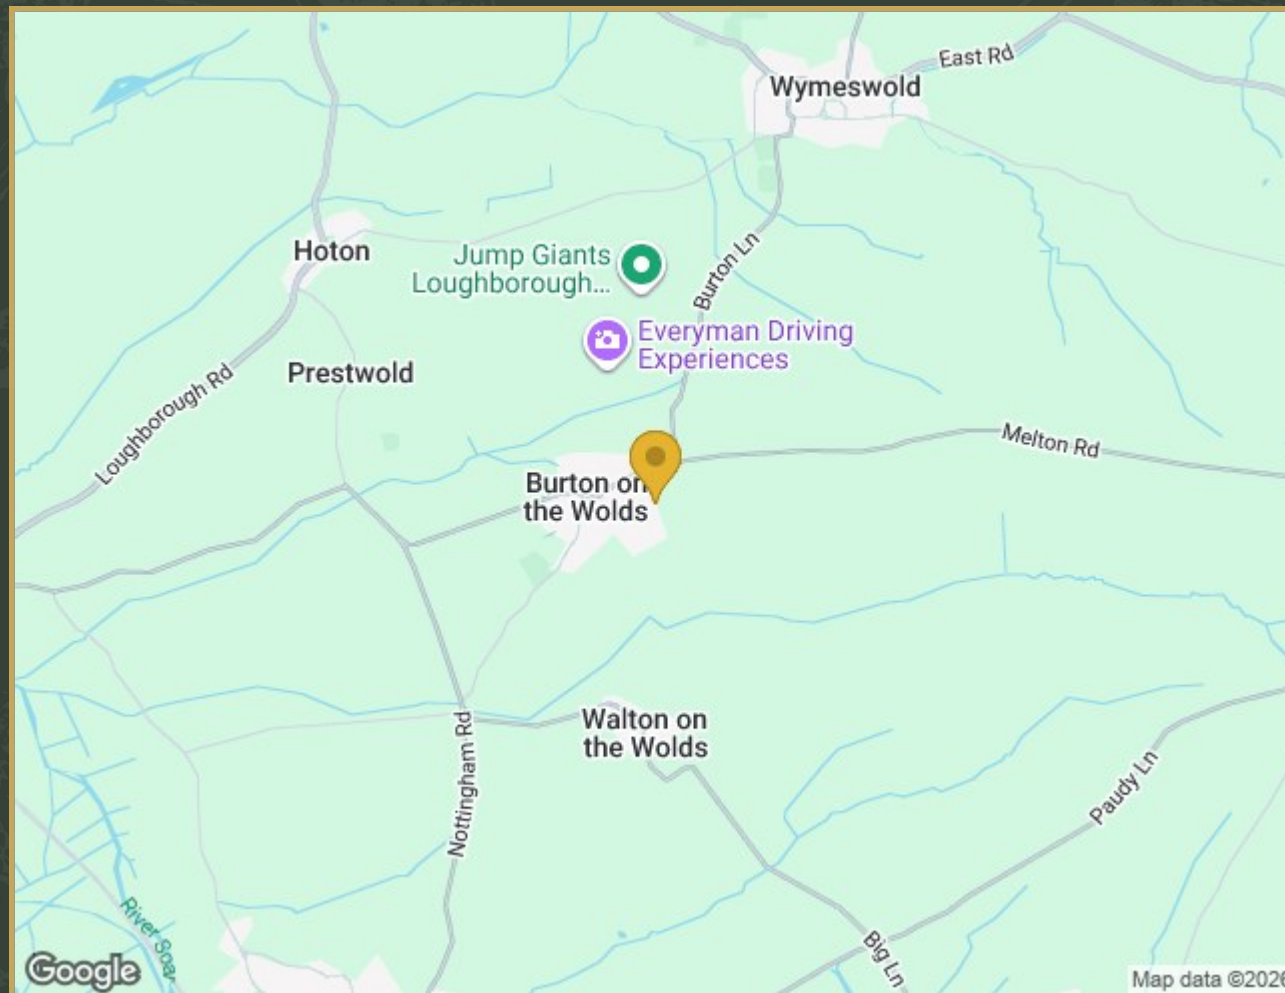 East Rd
Wymeswold
Hoton
Jump Giants
Loughborough...
Burton Ln
Everyman Driving
Experiences
Prestwold
Loughborough Rd
Melton Rd
Burton on
the Wolds
Walton on
the Wolds
Nottingham Rd
Paudy Ln
River Soar
Big Ln
Google
Map data ©2026